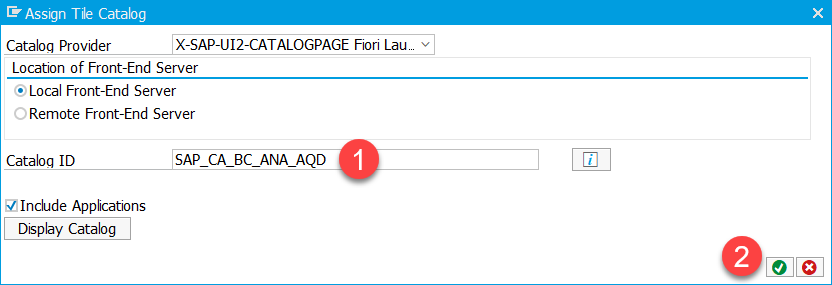 Assign Tile Catalog
Catalog Provider X-SAP-UI2-CATALOGPAGE Fiori Lau...
Location of Front-End Server
Local Front-End Server
Remote Front-End Server
Catalog ID SAP_CA_BC_ANA_AQD 1 i
Include Applications
Display Catalog
2